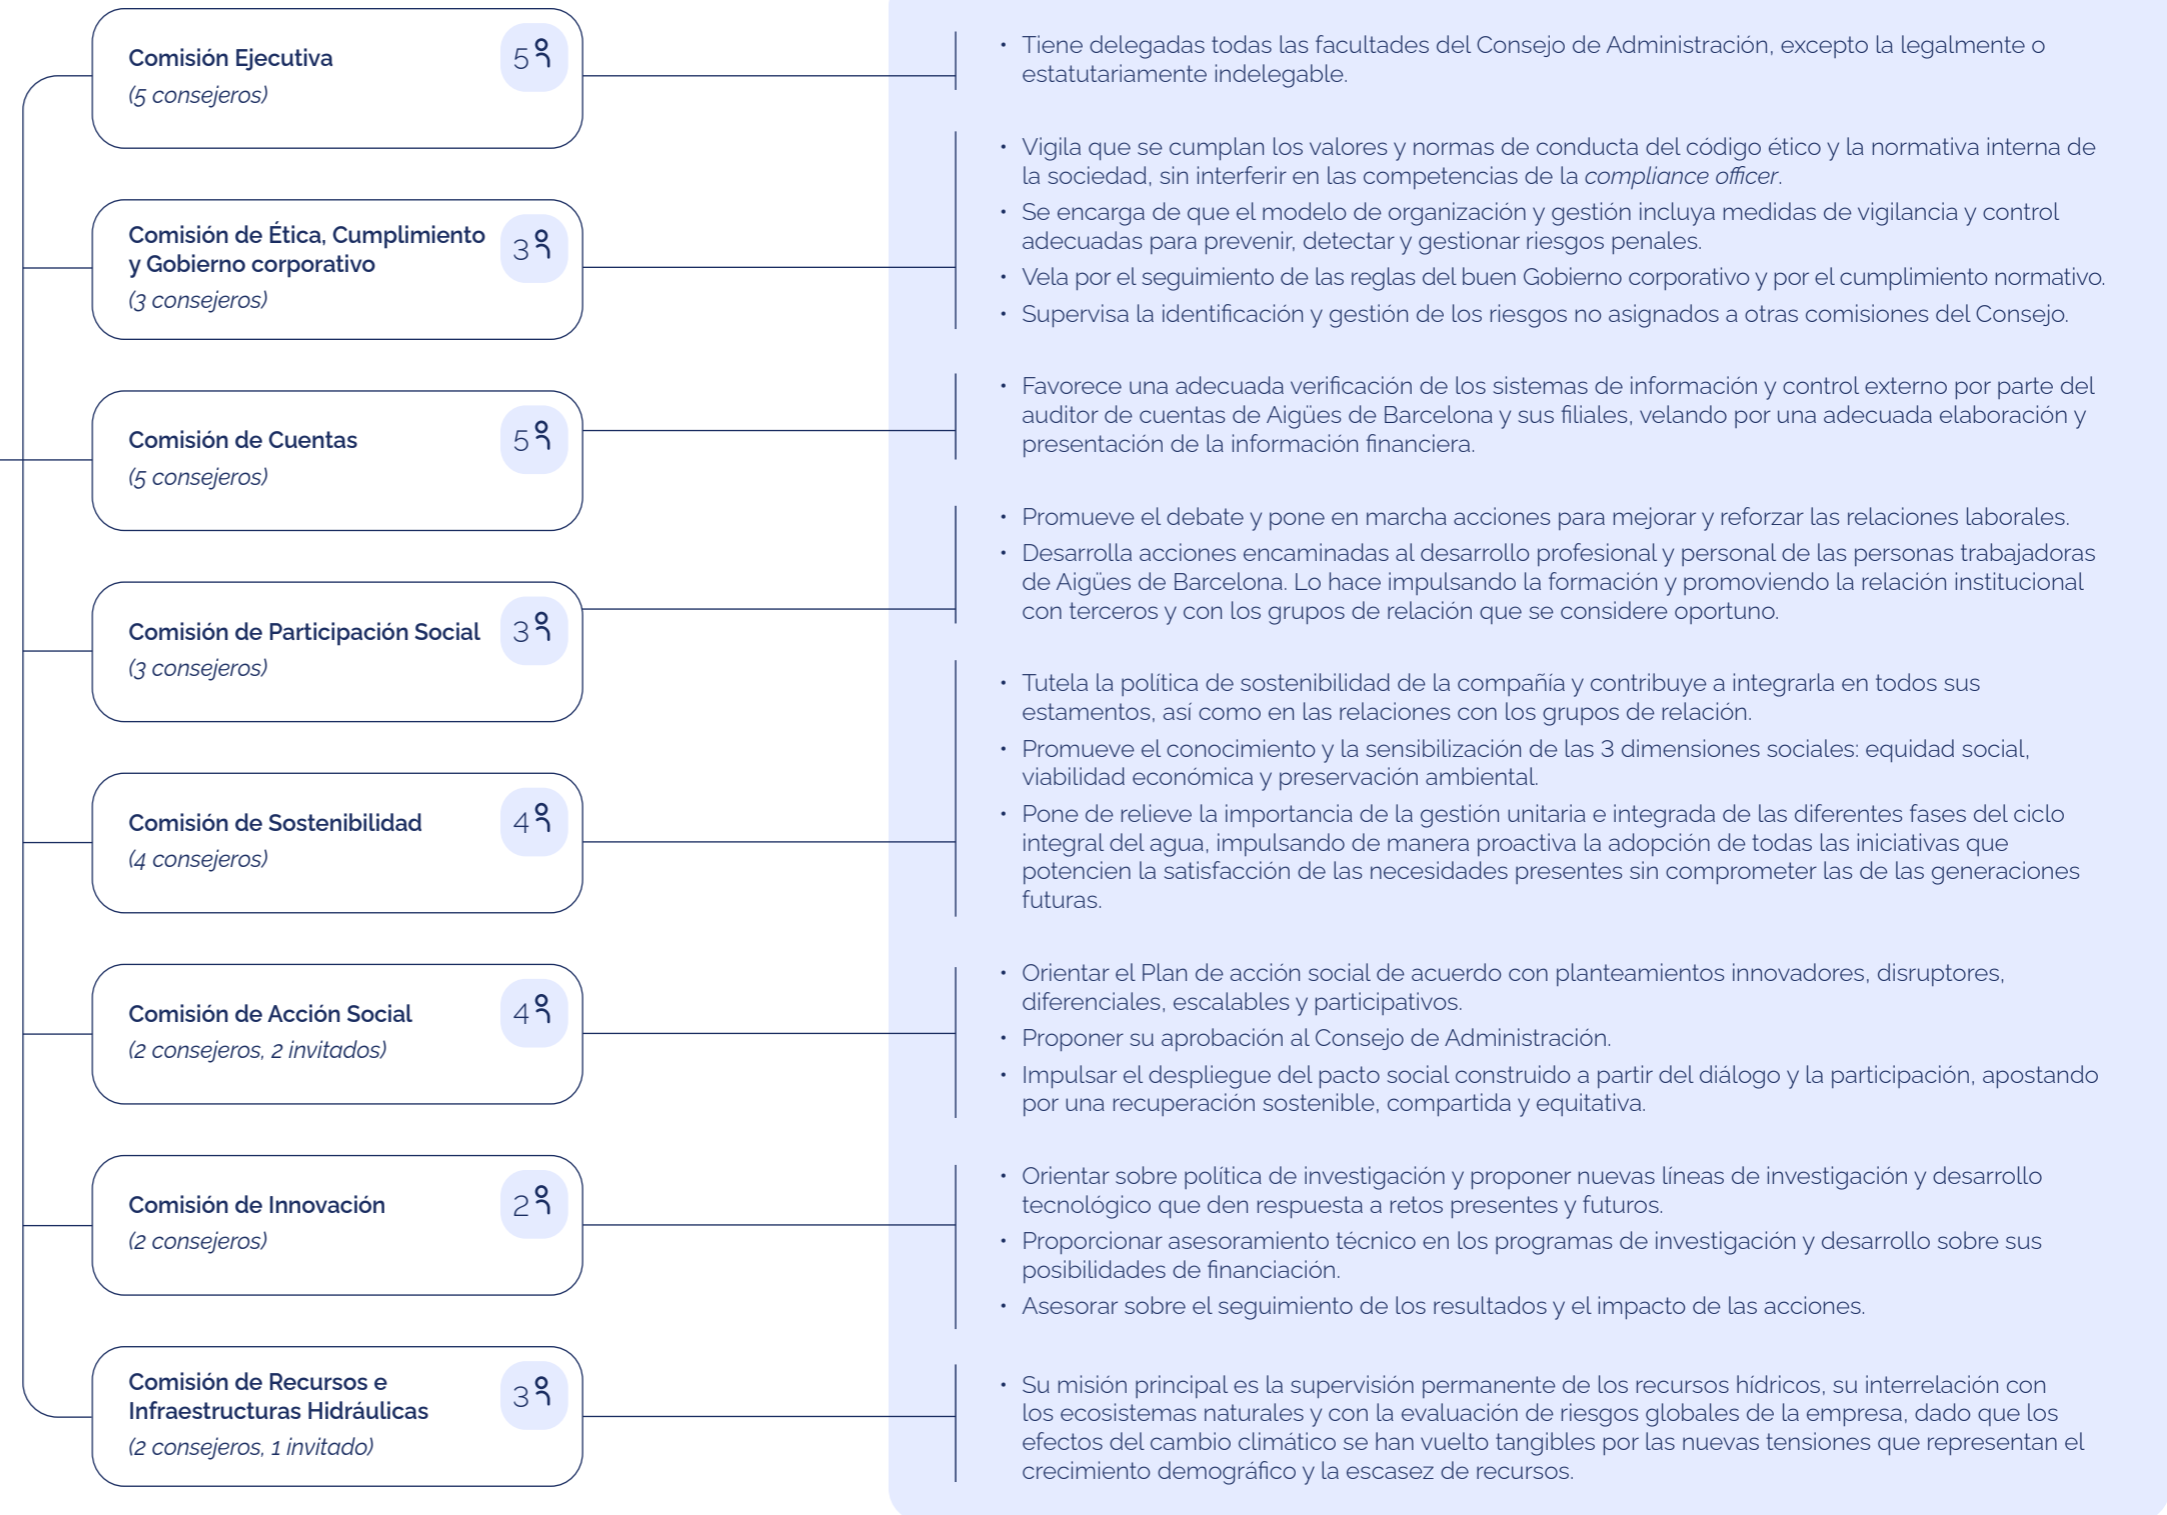 Comisión Ejecutiva
(5 consejeros)
5
Tiene delegadas todas las facultades del Consejo de Administración, excepto la legalmente o
estatutariamente indelegable.
Comisión de Ética, Cumplimiento
y Gobierno corporativo
(3 consejeros)
3
Vigila que se cumplan los valores y normas de conducta del código ético y la normativa interna de
la sociedad, sin interferir en las competencias de la compliance officer.
Se encarga de que el modelo de organización y gestión incluya medidas de vigilancia y control
adecuadas para prevenir, detectar y gestionar riesgos penales.
Vela por el seguimiento de las reglas del buen Gobierno corporativo y por el cumplimiento normativo.
Supervisa la identificación y gestión de los riesgos no asignados a otras comisiones del Consejo.
Comisión de Cuentas
(5 consejeros)
5
Favorece una adecuada verificación de los sistemas de información y control externo por parte del
auditor de cuentas de Aigües de Barcelona y sus filiales, velando por una adecuada elaboración y
presentación de la información financiera.
Comisión de Participación Social
(3 consejeros)
3
Promueve el debate y pone en marcha acciones para mejorar y reforzar las relaciones laborales.
Desarrolla acciones encaminadas al desarrollo profesional y personal de las personas trabajadoras
de Aigües de Barcelona. Lo hace impulsando la formación y promoviendo la relación institucional
con terceros y con los grupos de relación que se considere oportuno.
Comisión de Sostenibilidad
(4 consejeros)
4
Tutela la política de sostenibilidad de la compañía y contribuye a integrarla en todos sus
estamentos, así como en las relaciones con los grupos de relación.
Promueve el conocimiento y la sensibilización de las 3 dimensiones sociales: equidad social,
viabilidad económica y preservación ambiental.
Pone de relieve la importancia de la gestión unitaria e integrada de las diferentes fases del ciclo
integral del agua, impulsando de manera proactiva la adopción de todas las iniciativas que
potencien la satisfacción de las necesidades presentes sin comprometer las de las generaciones
futuras.
Comisión de Acción Social
(2 consejeros, 2 invitados)
4
Orientar el Plan de acción social de acuerdo con planteamientos innovadores, disruptores,
diferenciales, escalables y participativos.
Proponer su aprobación al Consejo de Administración.
Impulsar el despliegue del pacto social construido a partir del diálogo y la participación, apostando
por una recuperación sostenible, compartida y equitativa.
Comisión de Innovación
(2 consejeros)
2
Orientar sobre política de investigación y proponer nuevas líneas de investigación y desarrollo
tecnológico que den respuesta a retos presentes y futuros.
Proporcionar asesoramiento técnico en los programas de investigación y desarrollo sobre sus
posibilidades de financiación.
Asesorar sobre el seguimiento de los resultados y el impacto de las acciones.
Comisión de Recursos e
Infraestructuras Hidráulicas
(2 consejeros, 1 invitado)
3
Su misión principal es la supervisión permanente de los recursos hídricos, su interrelación con
los ecosistemas naturales y con la evaluación de riesgos globales de la empresa, dado que los
efectos del cambio climático se han vuelto tangibles por las nuevas tensiones que representan el
crecimiento demográfico y la escasez de recursos.